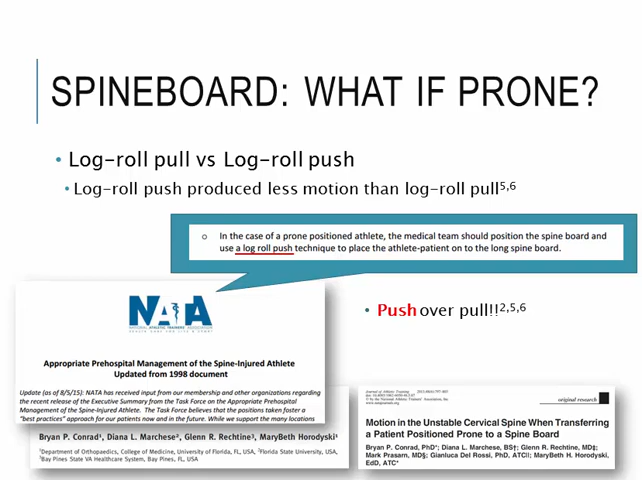 SPINEBOARD: WHAT IF PRONE?
• Log-roll pull vs Log-roll push
• Log-roll push produced less motion than log-roll pull5,6
o In the case of a prone positioned athlete, the medical team should position the spine board and
use a log roll push technique to place the athlete-patient on to the long spine board.
• Push over pull!!2,5,6
NATA
NATIONAL ATHLETIC TRAINERS' ASSOCIATION
HEALTH CARE FOR LIFE & SPORT
Appropriate Prehospital Management of the Spine-Injured Athlete
Updated from 1998 document
Update (as of 8/5/15): NATA has received input from our membership and other organizations regarding
the recent release of the Executive Summary from the Task Force on the Appropriate Prehospital
Management of the Spine-Injured Athlete. The Task Force believes that the positions taken foster a
"best practices" approach for our patients now and in the future. While we support the many locations
Bryan P. Conrad1, Diana L. Marchese2, Glenn R. Rechtine3, MaryBeth Horodyski1
1Department of Orthopaedics, College of Medicine, University of Florida, FL, USA, 2Florida State University, USA,
3Bay Pines State VA Healthcare System, Bay Pines, FL, USA
Journal of Athletic Training
original research
Motion in the Unstable Cervical Spine When Transferring
a Patient Positioned Prone to a Spine Board
Bryan P. Conrad, PhD*; Diana L. Marchese, BS†; Glenn R. Rechtine, MD‡;
Mark Prasarn, MD§; Gianluca Del Rossi, PhD, ATC||; MaryBeth H. Horodyski,
EdD, ATC*